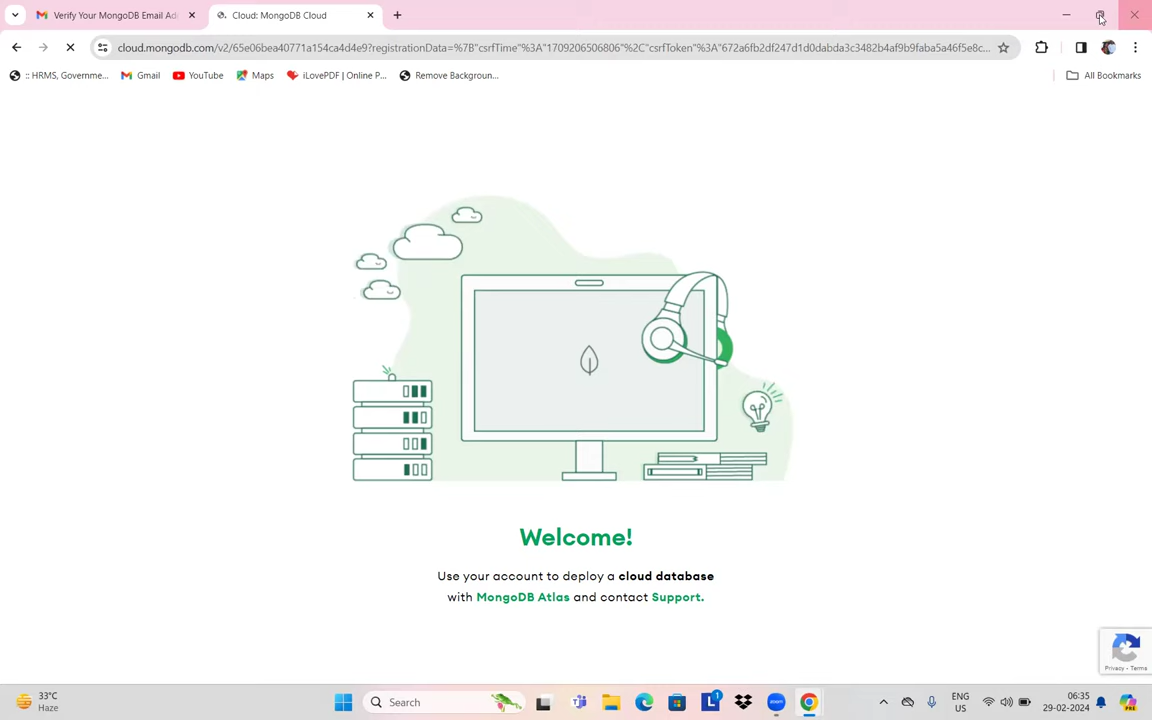 Verify Your MongoDB Email Ad
Cloud: MongoDB Cloud
cloud.mongodb.com/v2/65e06bea40771a154ca4d4e9?registrationData=%7B"csrfTime"%3A"1709206506806"%2C"csrfToken"%3A"672a6fb2df247d1d0dabda3c3482b4af9b9faba5a46f5e8c...
:: HRMS, Governme...
Gmail
YouTube
Maps
iLovePDF | Online P...
Remove Backgroun...
All Bookmarks
Welcome!
Use your account to deploy a cloud database
with MongoDB Atlas and contact Support.
Privacy - Terms
33°C
Haze
Search
1
ENG
US
06:35
29-02-2024
PRE